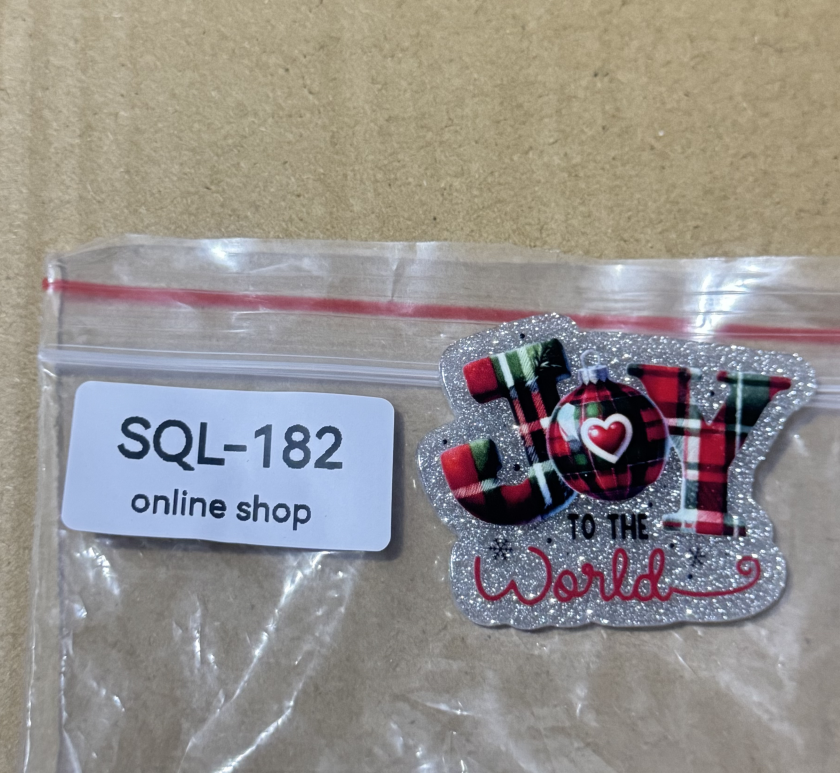 SQL-182
online shop
JOY
TO THE
World